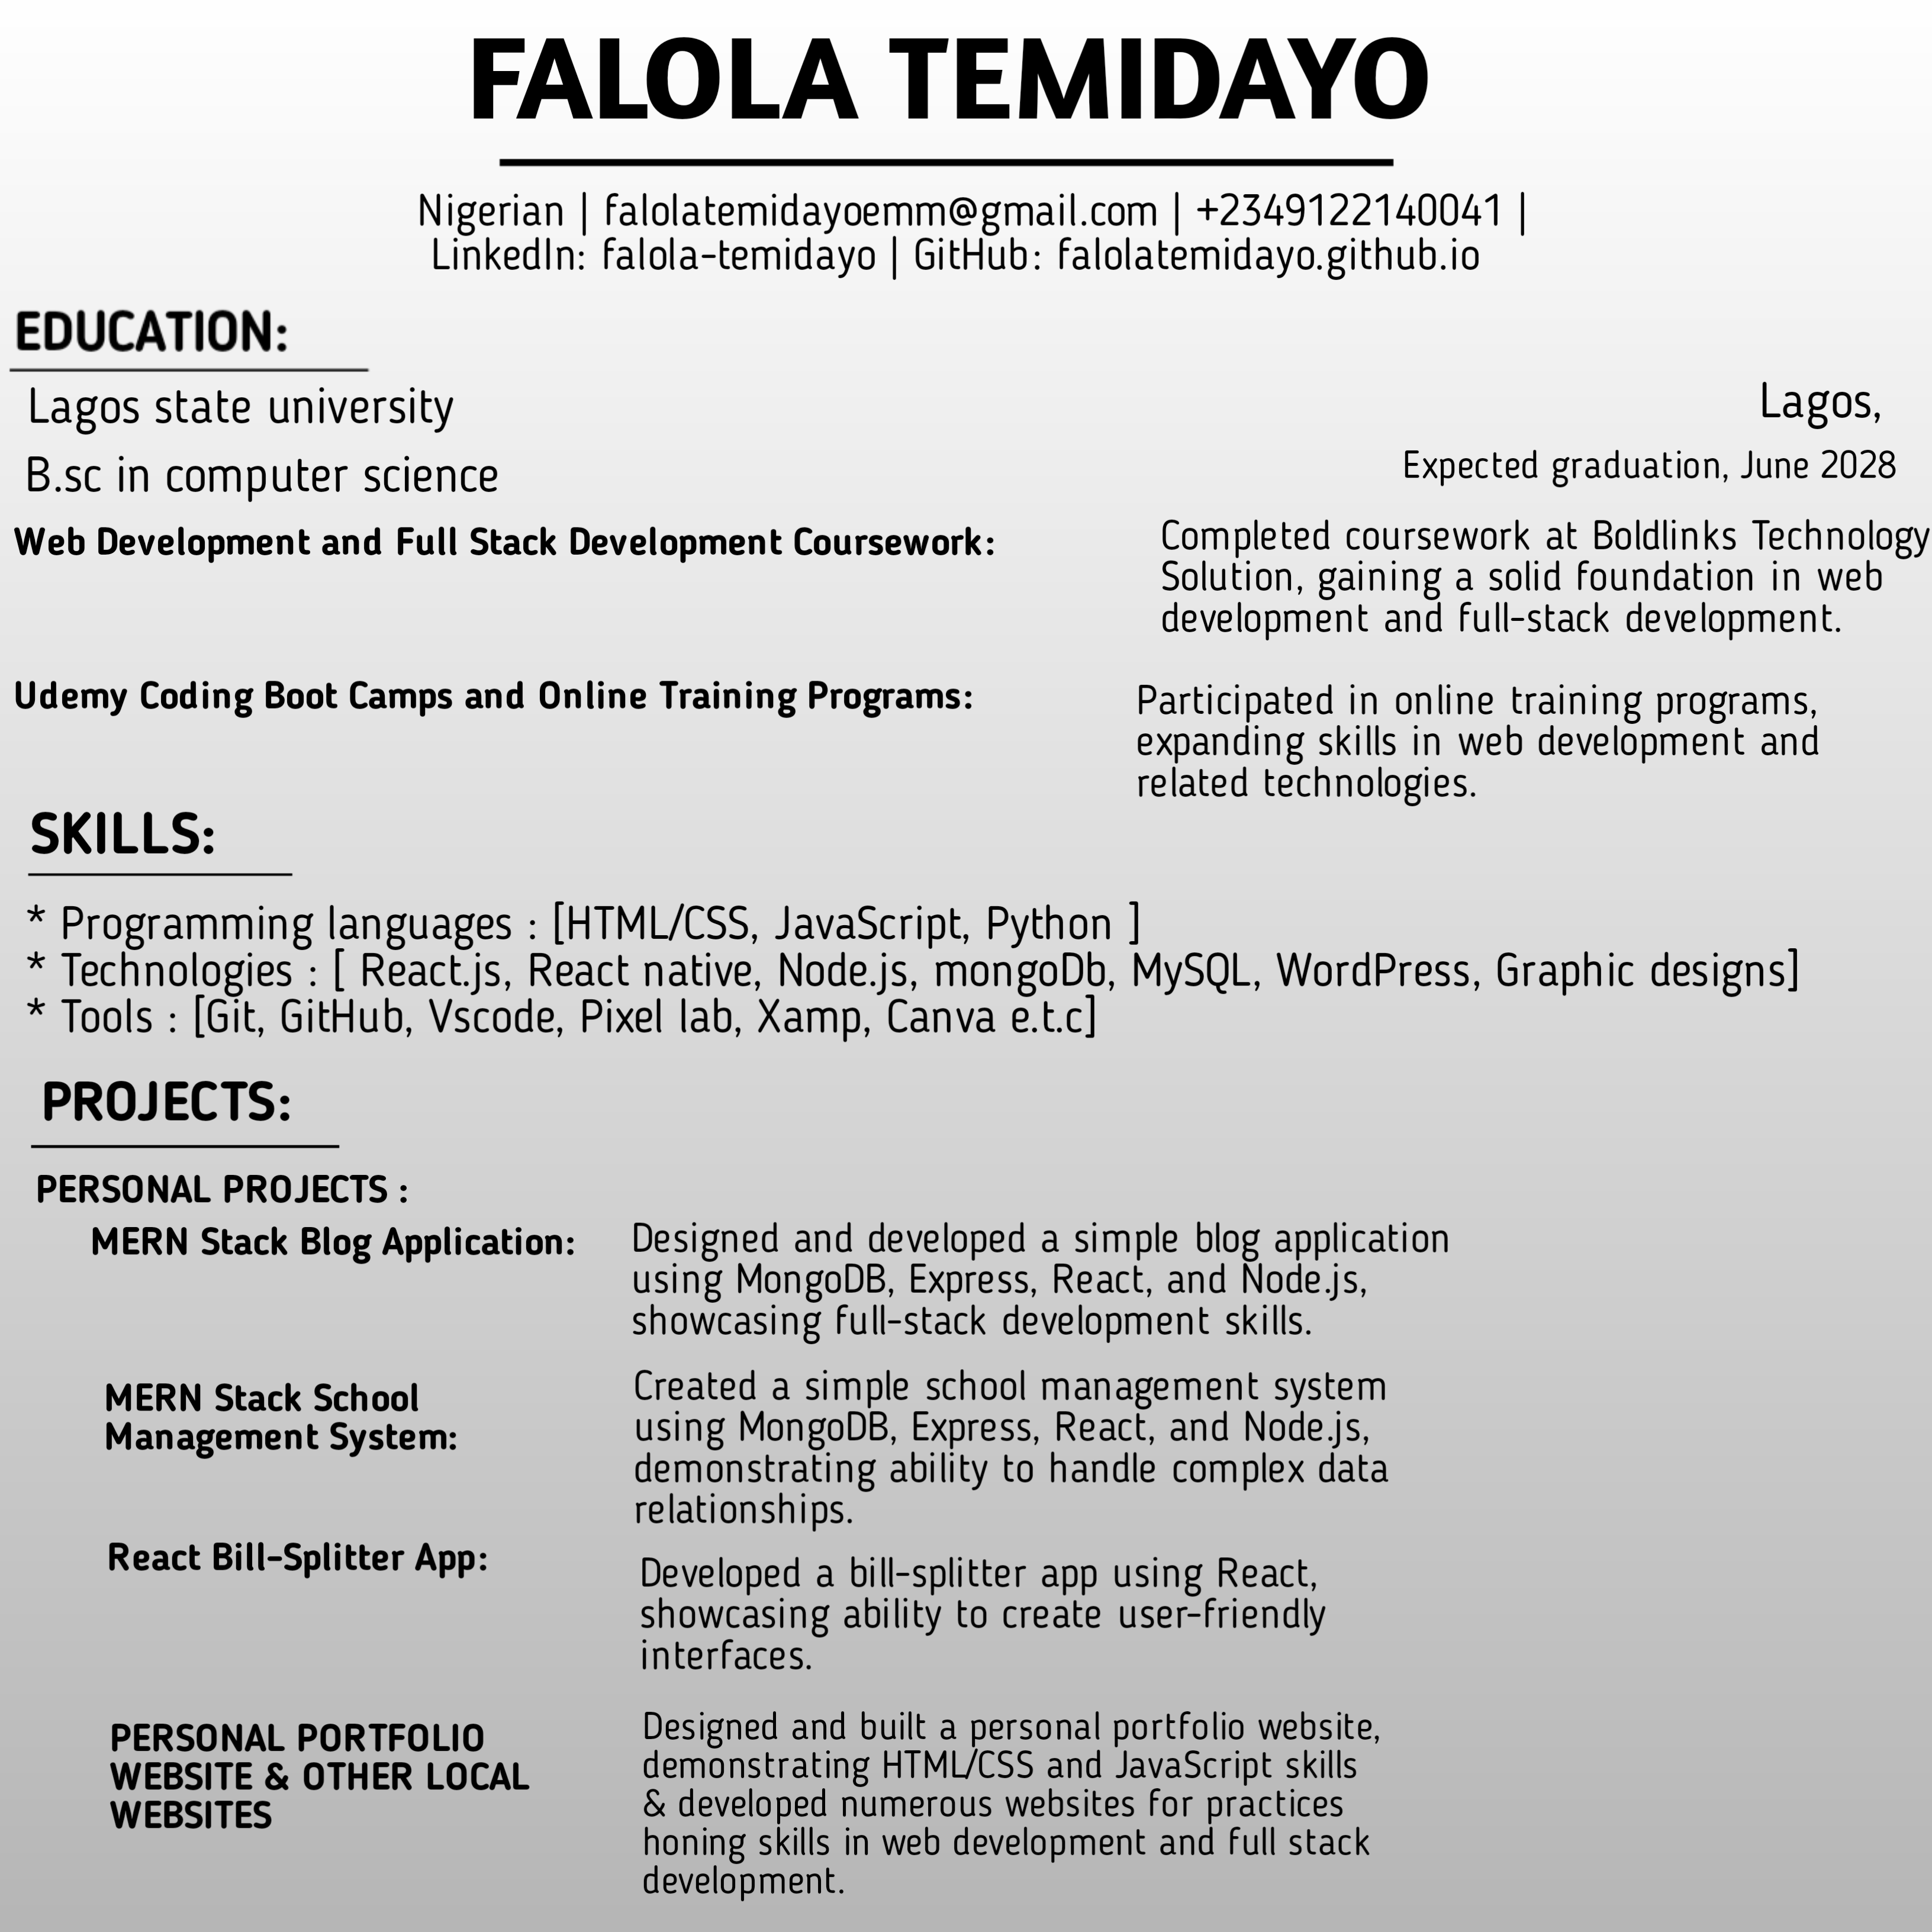 FALOLA TEMIDAYO
Nigerian | falolatemidayoemm@gmail.com | +2349122140041 |
LinkedIn: falola-temidayo | GitHub: falolatemidayo.github.io
EDUCATION:
Lagos state university
Lagos,
B.sc in computer science
Expected graduation, June 2028
Web Development and Full Stack Development Coursework:
Completed coursework at Boldlinks Technology
Solution, gaining a solid foundation in web
development and full-stack development.
Udemy Coding Boot Camps and Online Training Programs:
Participated in online training programs,
expanding skills in web development and
related technologies.
SKILLS:
* Programming languages : [HTML/CSS, JavaScript, Python ]
* Technologies : [ React.js, React native, Node.js, mongoDb, MySQL, WordPress, Graphic designs]
* Tools : [Git, GitHub, Vscode, Pixel lab, Xamp, Canva e.t.c]
PROJECTS:
PERSONAL PROJECTS :
MERN Stack Blog Application:
Designed and developed a simple blog application
using MongoDB, Express, React, and Node.js,
showcasing full-stack development skills.
MERN Stack School
Management System:
Created a simple school management system
using MongoDB, Express, React, and Node.js,
demonstrating ability to handle complex data
relationships.
React Bill-Splitter App:
Developed a bill-splitter app using React,
showcasing ability to create user-friendly
interfaces.
PERSONAL PORTFOLIO
WEBSITE & OTHER LOCAL
WEBSITES
Designed and built a personal portfolio website,
demonstrating HTML/CSS and JavaScript skills
& developed numerous websites for practices
honing skills in web development and full stack
development.